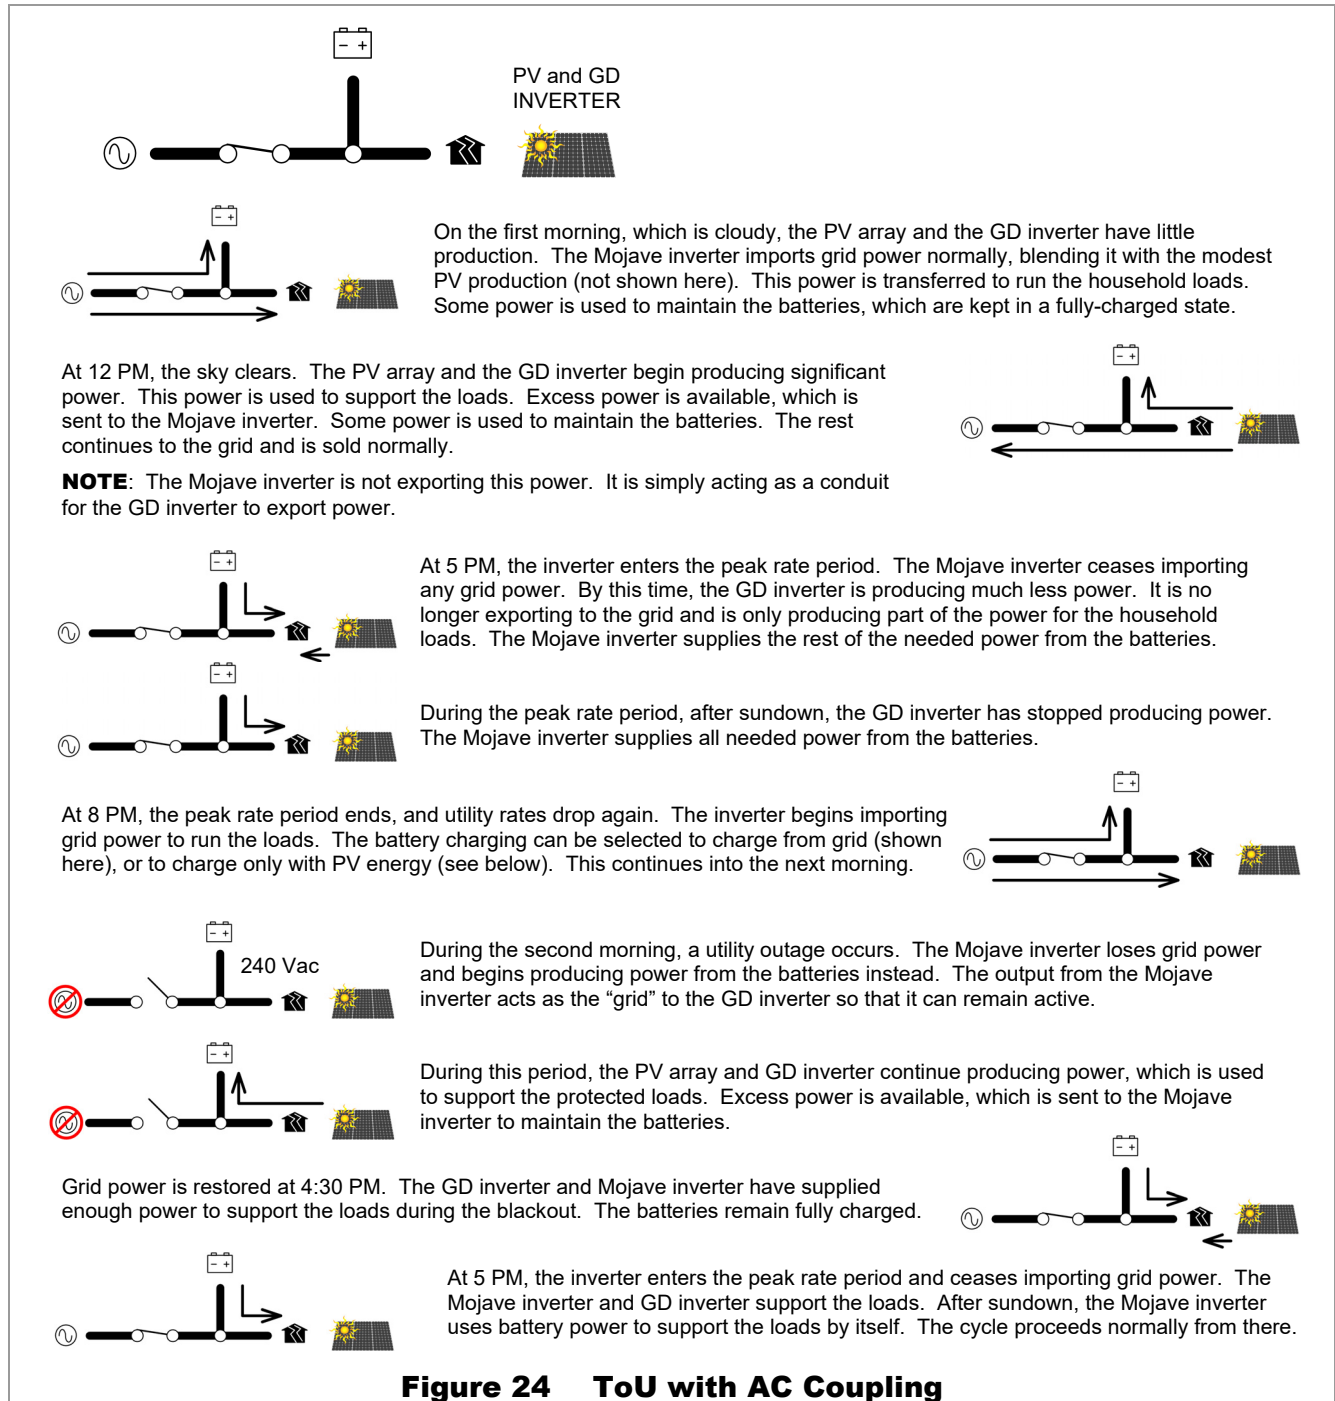 - +
PV and GD
INVERTER
- +
On the first morning, which is cloudy, the PV array and the GD inverter have little
production.  The Mojave inverter imports grid power normally, blending it with the modest
PV production (not shown here).  This power is transferred to run the household loads.
Some power is used to maintain the batteries, which are kept in a fully-charged state.
At 12 PM, the sky clears.  The PV array and the GD inverter begin producing significant
power.  This power is used to support the loads.  Excess power is available, which is
sent to the Mojave inverter.  Some power is used to maintain the batteries.  The rest
continues to the grid and is sold normally.
- +
NOTE:  The Mojave inverter is not exporting this power.  It is simply acting as a conduit
for the GD inverter to export power.
- +
At 5 PM, the inverter enters the peak rate period.  The Mojave inverter ceases importing
any grid power.  By this time, the GD inverter is producing much less power.  It is no
longer exporting to the grid and is only producing part of the power for the household
loads.  The Mojave inverter supplies the rest of the needed power from the batteries.
- +
During the peak rate period, after sundown, the GD inverter has stopped producing power.
The Mojave inverter supplies all needed power from the batteries.
At 8 PM, the peak rate period ends, and utility rates drop again.  The inverter begins importing
grid power to run the loads.  The battery charging can be selected to charge from grid (shown
here), or to charge only with PV energy (see below).  This continues into the next morning.
- +
- +
240 Vac
During the second morning, a utility outage occurs.  The Mojave inverter loses grid power
and begins producing power from the batteries instead.  The output from the Mojave
inverter acts as the “grid” to the GD inverter so that it can remain active.
- +
During this period, the PV array and GD inverter continue producing power, which is used
to support the protected loads.  Excess power is available, which is sent to the Mojave
inverter to maintain the batteries.
Grid power is restored at 4:30 PM.  The GD inverter and Mojave inverter have supplied
enough power to support the loads during the blackout.  The batteries remain fully charged.
- +
- +
At 5 PM, the inverter enters the peak rate period and ceases importing grid power.  The
Mojave inverter and GD inverter support the loads.  After sundown, the Mojave inverter
uses battery power to support the loads by itself.  The cycle proceeds normally from there.
Figure 24    ToU with AC Coupling